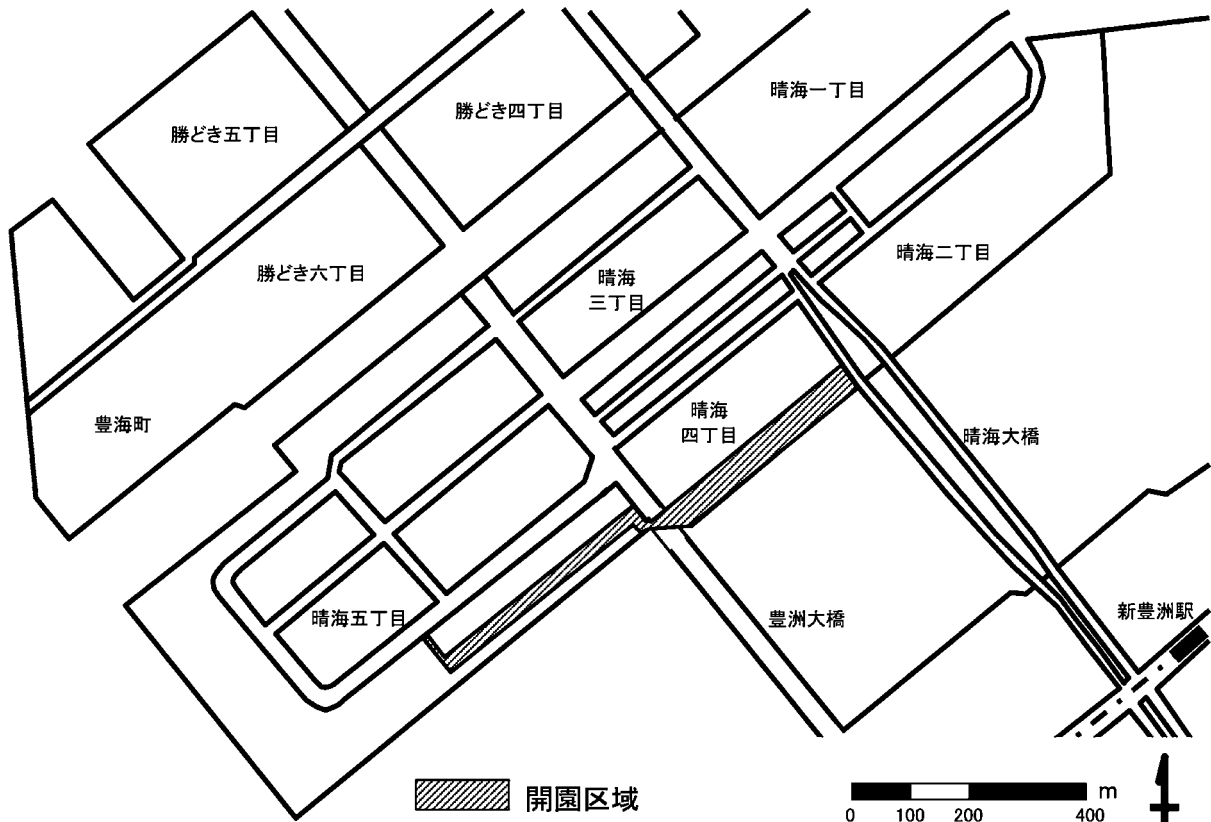 晴海一丁目
勝どき四丁目
勝どき五丁目
晴海二丁目
勝どき六丁目
晴海
三丁目
豊海町
晴海
四丁目
晴海大橋
晴海五丁目
豊洲大橋
新豊洲駅
開園区域
m
0 100 200 400